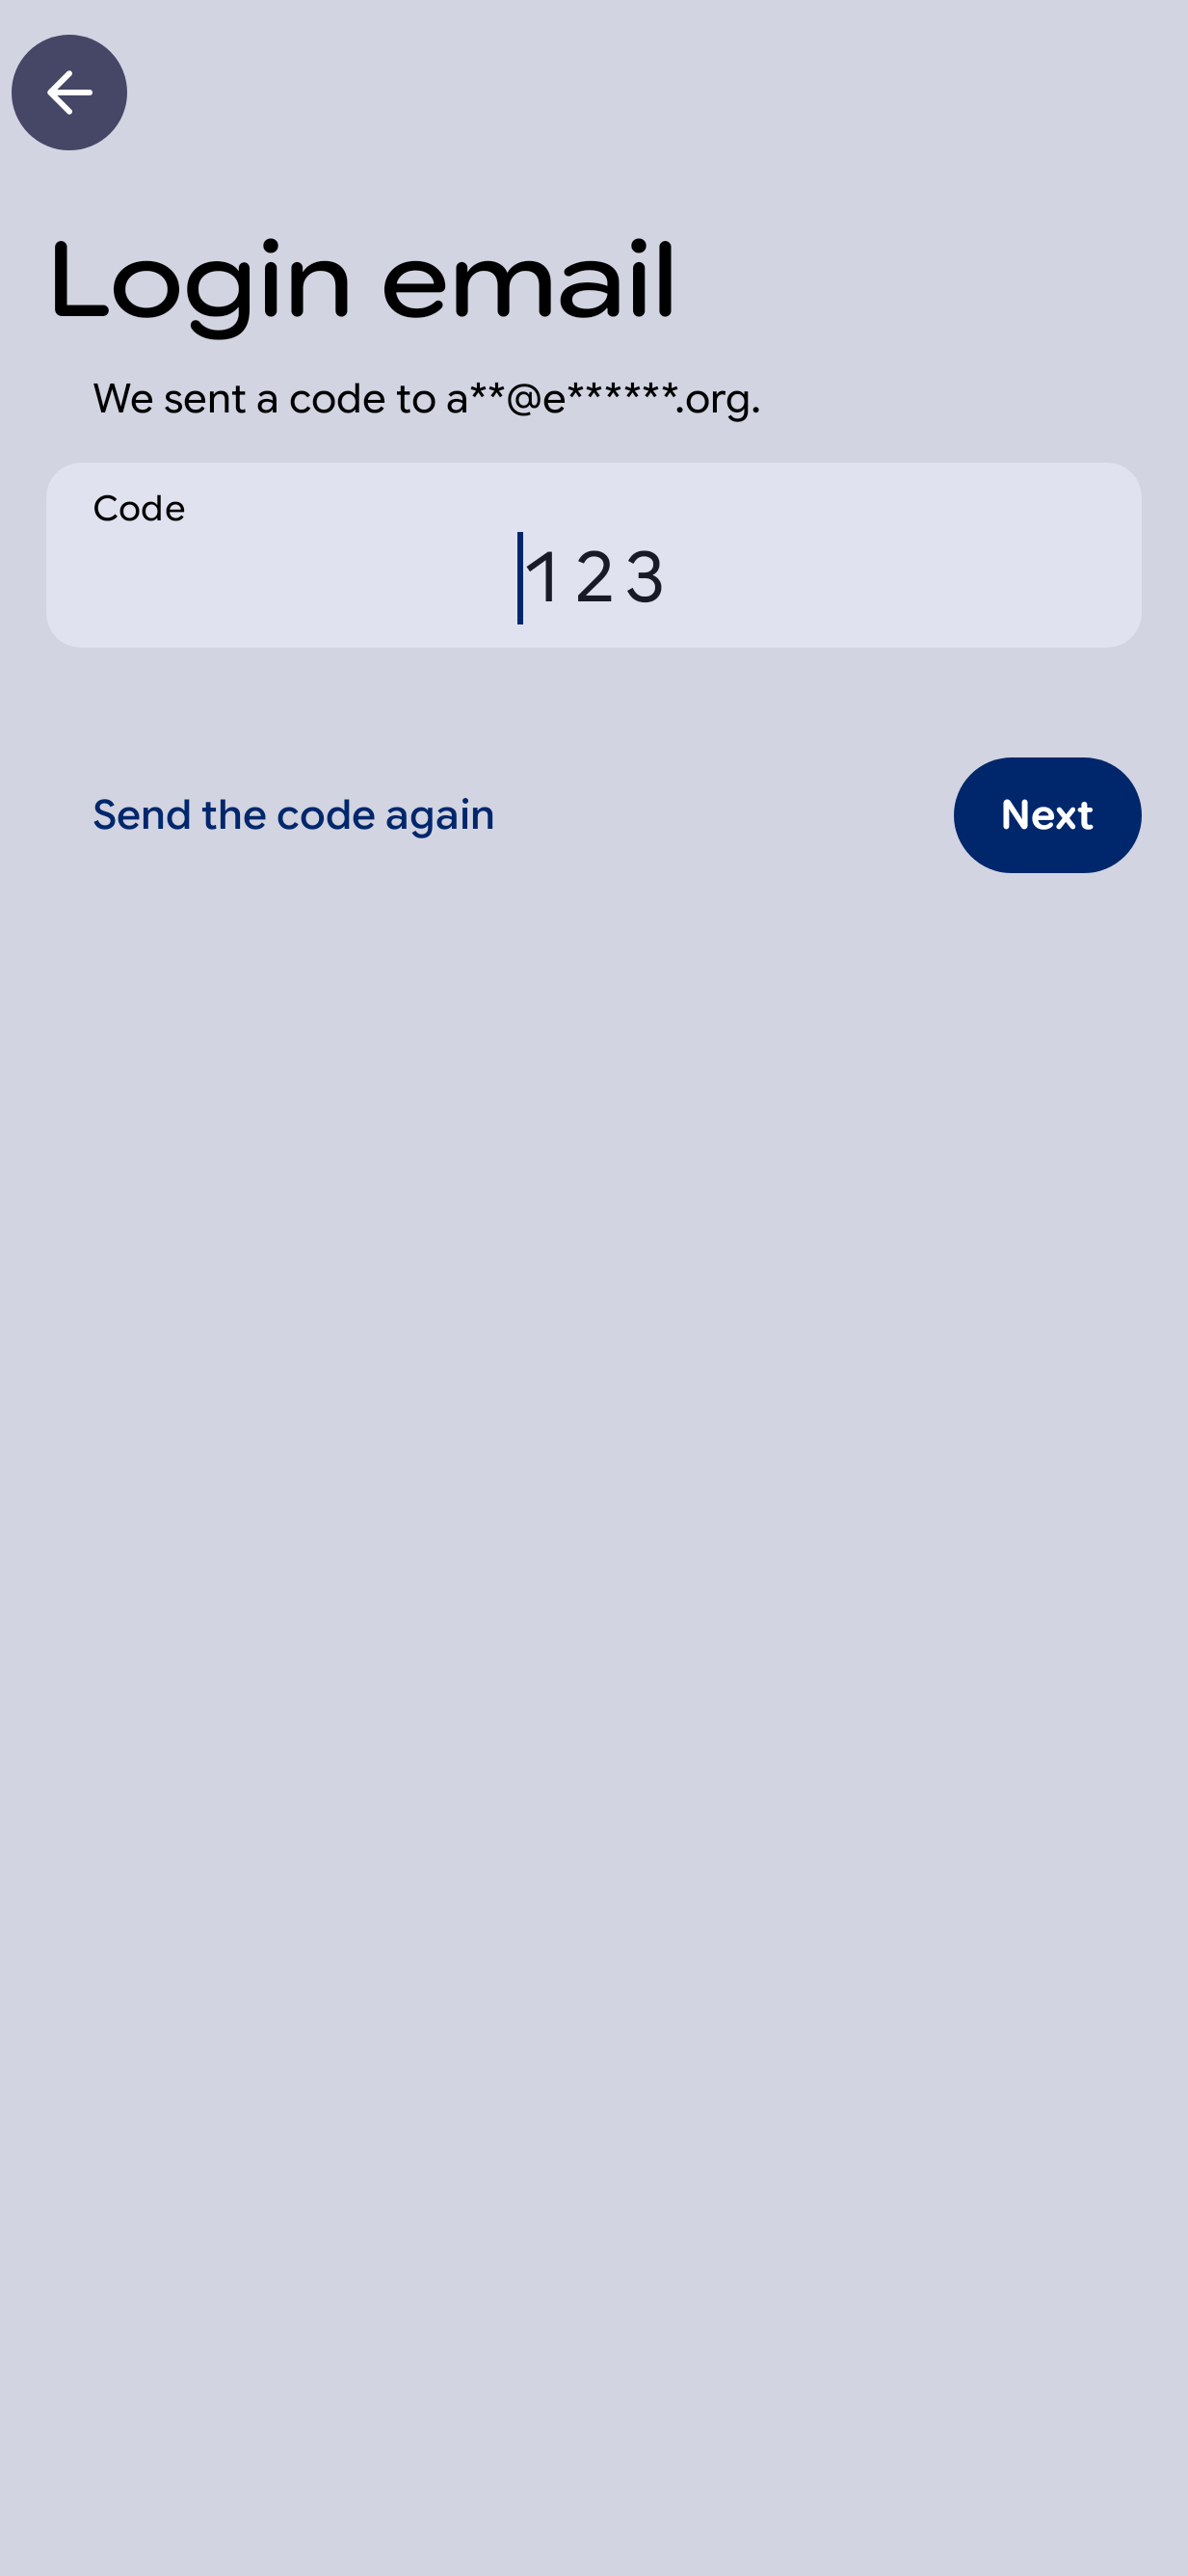 Login email
We sent a code to a**@e******.org.
Code
123
Send the code again
Next